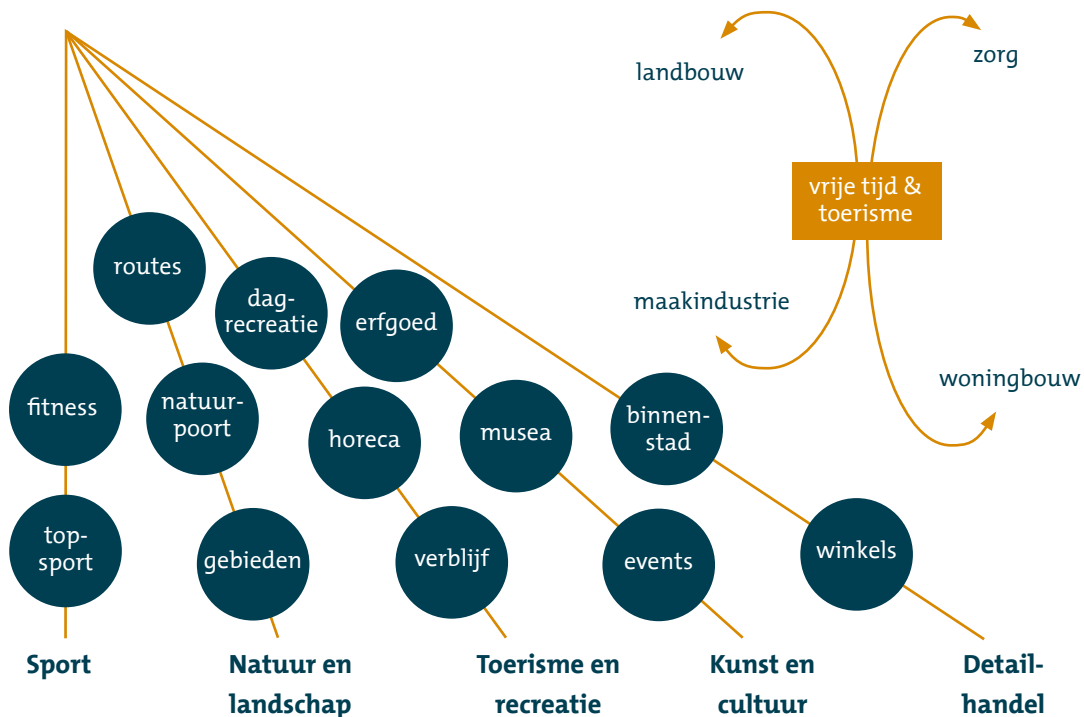 landbouw
zorg
vrije tijd &
toerisme
maakindustrie
woningbouw
routes
dag-
recreatie
erfgoed
fitness
natuur-
poort
horeca
musea
binnen-
stad
top-
sport
gebieden
verblijf
events
winkels
Sport
Natuur en
landschap
Toerisme en
recreatie
Kunst en
cultuur
Detail-
handel